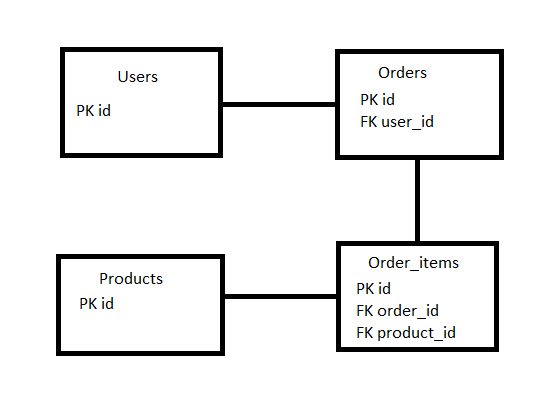 Users
PK id
Orders
PK id
FK user_id
Products
PK id
Order_items
PK id
FK order_id
FK product_id